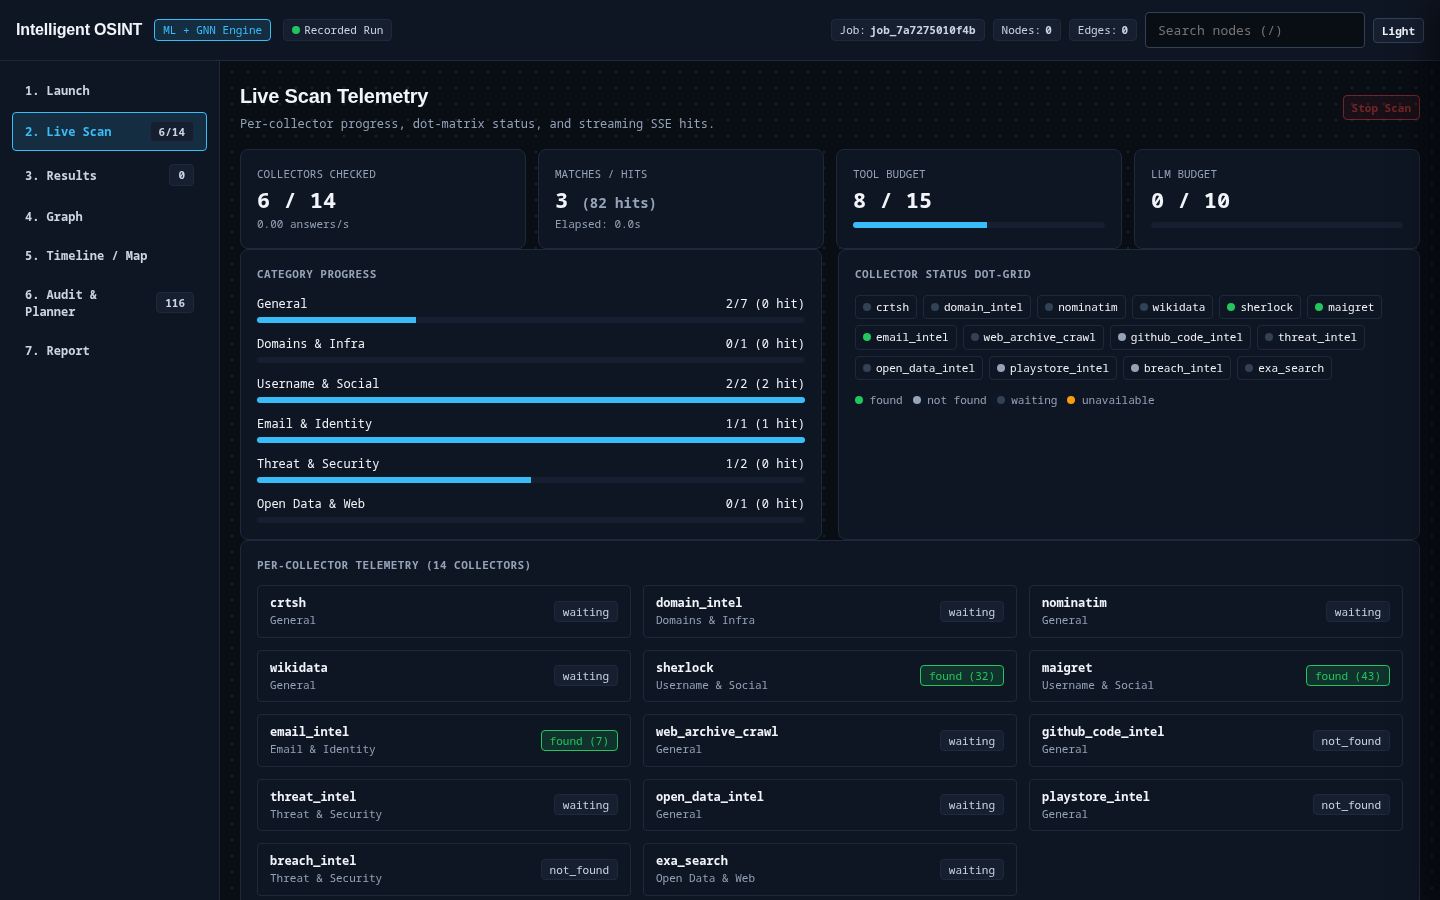 Intelligent OSINT ML + GNN Engine Recorded Run Job: job_7a7275010f4b Nodes: 0 Edges: 0 Search nodes (/) Light
1. Launch
2. Live Scan 6/14
3. Results 0
4. Graph
5. Timeline / Map
6. Audit & Planner 116
7. Report
Live Scan Telemetry
Per-collector progress, dot-matrix status, and streaming SSE hits.
Stop Scan
COLLECTORS CHECKED
6 / 14
0.00 answers/s
MATCHES / HITS
3 (82 hits)
Elapsed: 0.0s
TOOL BUDGET
8 / 15
LLM BUDGET
0 / 10
CATEGORY PROGRESS
General 2/7 (0 hit)
Domains & Infra 0/1 (0 hit)
Username & Social 2/2 (2 hit)
Email & Identity 1/1 (1 hit)
Threat & Security 1/2 (0 hit)
Open Data & Web 0/1 (0 hit)
COLLECTOR STATUS DOT-GRID
crtsh domain_intel nominatim wikidata sherlock maigret
email_intel web_archive_crawl github_code_intel threat_intel
open_data_intel playstore_intel breach_intel exa_search
found not found waiting unavailable
PER-COLLECTOR TELEMETRY (14 COLLECTORS)
crtsh
General
waiting
domain_intel
Domains & Infra
waiting
nominatim
General
waiting
wikidata
General
waiting
sherlock
Username & Social
found (32)
maigret
Username & Social
found (43)
email_intel
Email & Identity
found (7)
web_archive_crawl
General
waiting
github_code_intel
General
not_found
threat_intel
Threat & Security
waiting
open_data_intel
General
waiting
playstore_intel
General
not_found
breach_intel
Threat & Security
not_found
exa_search
Open Data & Web
waiting